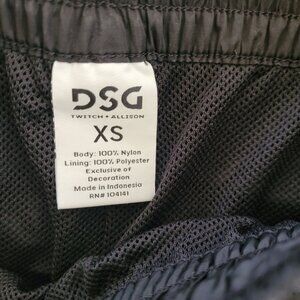 DSG
TWITCH + ALLISON
XS
Body: 100% Nylon
Lining: 100% Polyester
Exclusive of
Decoration
Made in Indonesia
RN# 104141